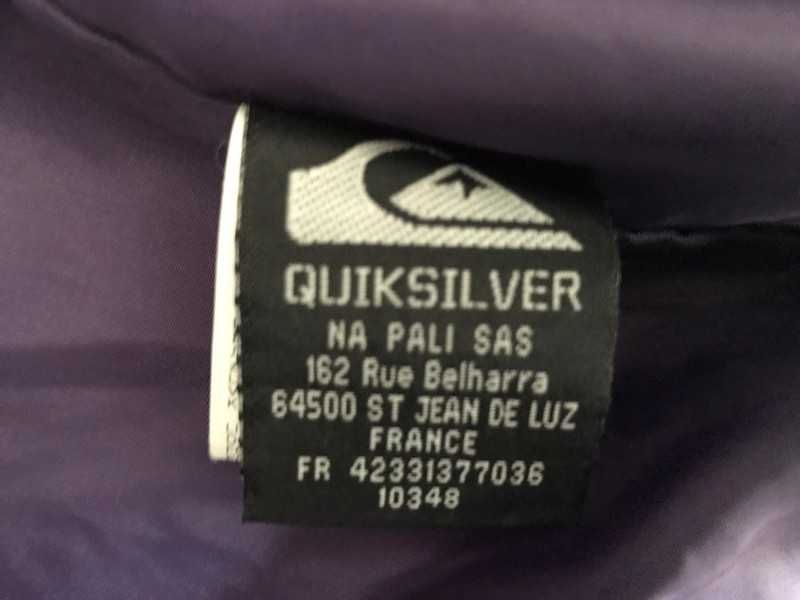 QUIKSILVER
NA PALI SAS
162 Rue Belharra
64500 ST JEAN DE LUZ
FRANCE
FR 42331377036
10348